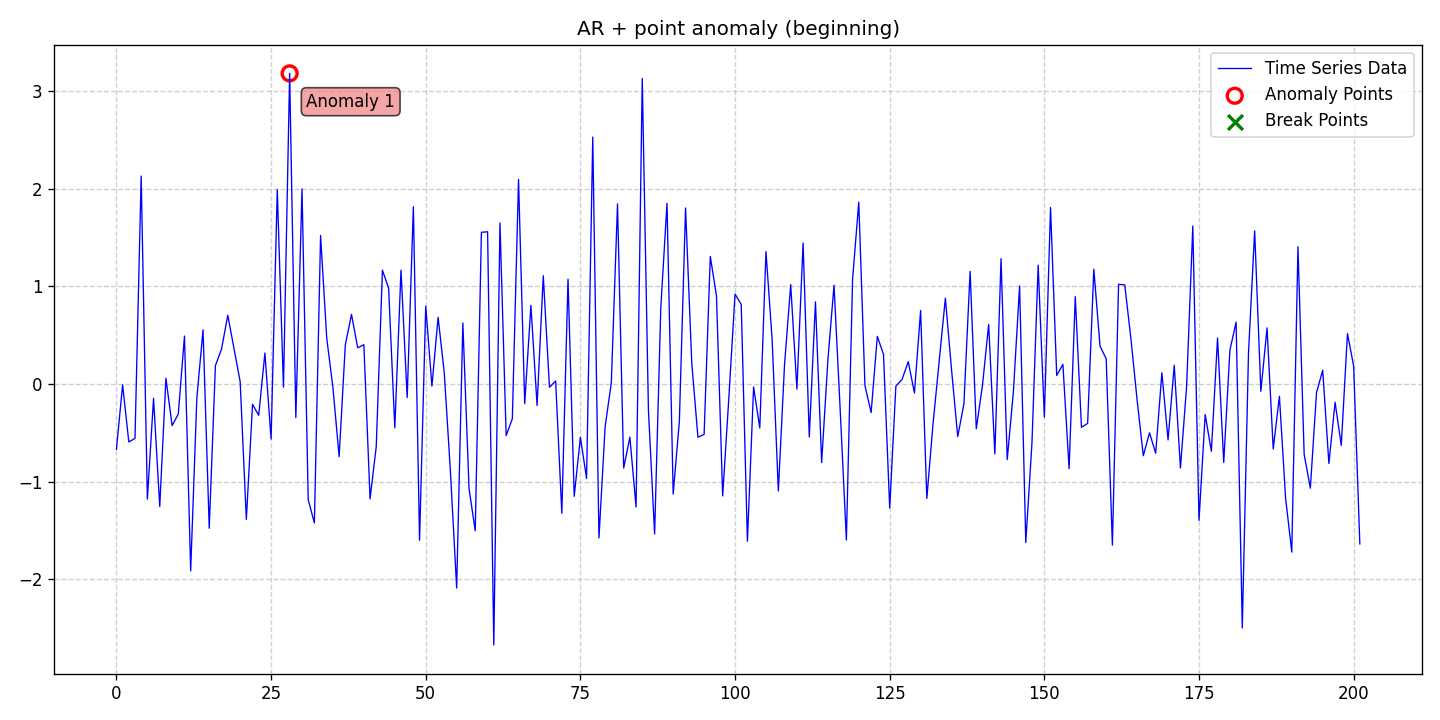 AR + point anomaly (beginning)
Time Series Data
Anomaly Points
Break Points
Anomaly 1
3
2
1
0
−1
−2
0 25 50 75 100 125 150 175 200